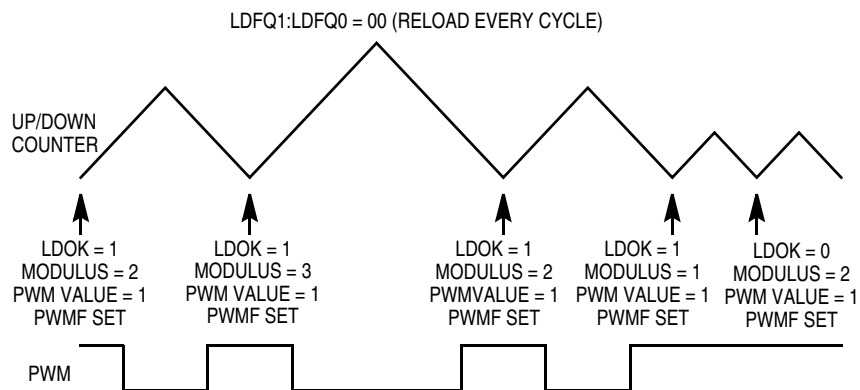 LDFQ1:LDFQ0 = 00 (RELOAD EVERY CYCLE)
UP/DOWN
COUNTER
LDOK = 1
MODULUS = 2
PWM VALUE = 1
PWMF SET
LDOK = 1
MODULUS = 3
PWM VALUE = 1
PWMF SET
LDOK = 1
MODULUS = 2
PWMVALUE = 1
PWMF SET
LDOK = 1
MODULUS = 1
PWM VALUE = 1
PWMF SET
LDOK = 0
MODULUS = 2
PWM VALUE = 1
PWMF SET
PWM